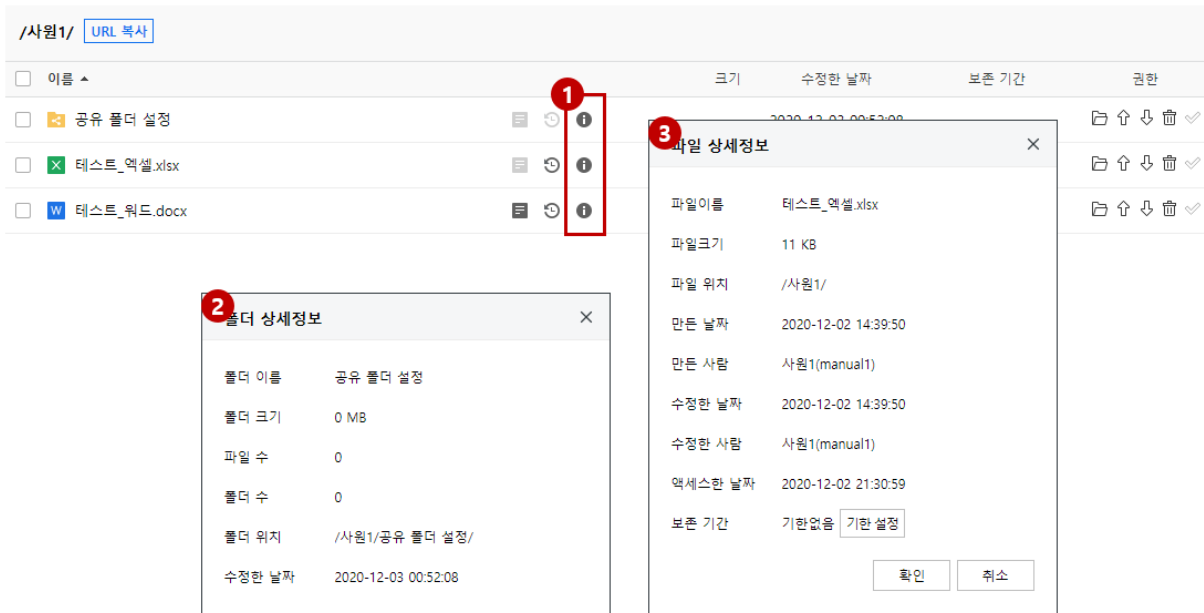 /사원1/ URL 복사
이름 크기 수정한 날짜 보존 기간 권한
1
공유 폴더 설정
테스트_엑셀.xlsx
W 테스트_워드.docx
2
폴더 상세정보
폴더 이름 공유 폴더 설정
폴더 크기 0 MB
파일 수 0
폴더 수 0
폴더 위치 /사원1/공유 폴더 설정/
수정한 날짜 2020-12-03 00:52:08
3
파일 상세정보
파일이름 테스트_엑셀.xlsx
파일크기 11 KB
파일 위치 /사원1/
만든 날짜 2020-12-02 14:39:50
만든 사람 사원1(manual1)
수정한 날짜 2020-12-02 14:39:50
수정한 사람 사원1(manual1)
액세스한 날짜 2020-12-02 21:30:59
보존 기간 기한없음 기한 설정
확인 취소